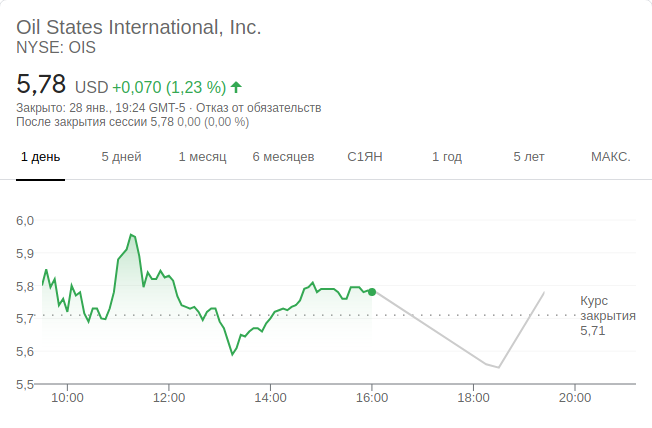 Oil States International, Inc.
NYSE: OIS
5,78 USD +0,070 (1,23 %)
Закрыто: 28 янв., 19:24 GMT-5 · Отказ от обязательств
После закрытия сессии 5,78 0,00 (0,00 %)
1 день 5 дней 1 месяц 6 месяцев С1ЯН 1 год 5 лет МАКС.
6,0
5,9
5,8
5,7
5,6
5,5
Курс
закрытия
5,71
10:00 12:00 14:00 16:00 18:00 20:00